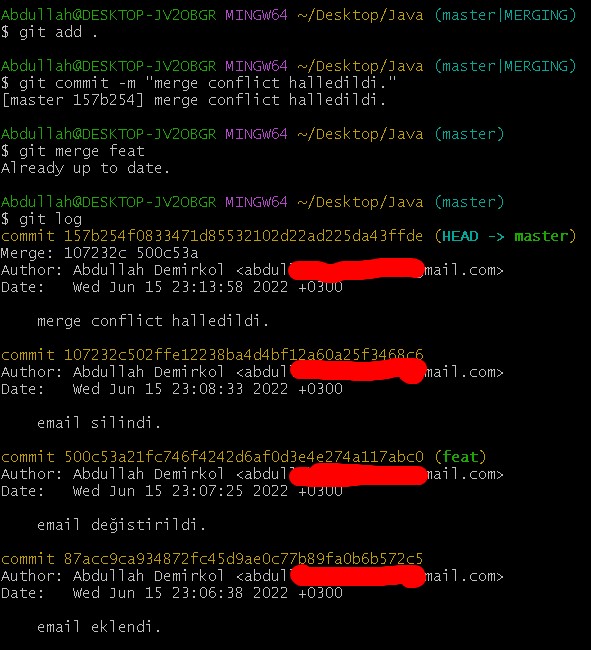 Abdullah@DESKTOP-JV2OBGR MINGW64 ~/Desktop/Java (master|MERGING)
$ git add .
Abdullah@DESKTOP-JV2OBGR MINGW64 ~/Desktop/Java (master|MERGING)
$ git commit -m "merge conflict halledildi."
[master 157b254] merge conflict halledildi.
Abdullah@DESKTOP-JV2OBGR MINGW64 ~/Desktop/Java (master)
$ git merge feat
Already up to date.
Abdullah@DESKTOP-JV2OBGR MINGW64 ~/Desktop/Java (master)
$ git log
commit 157b254f0833471d85532102d22ad225da43ffde (HEAD -> master)
Merge: 107232c 500c53a
Author: Abdullah Demirkol <abdul mail.com>
Date:   Wed Jun 15 23:13:58 2022 +0300
merge conflict halledildi.
commit 107232c502ffe12238ba4d4bf12a60a25f3468c6
Author: Abdullah Demirkol <abdul mail.com>
Date:   Wed Jun 15 23:08:33 2022 +0300
email silindi.
commit 500c53a21fc746f4242d6af0d3e4e274a117abc0 (feat)
Author: Abdullah Demirkol <abdul mail.com>
Date:   Wed Jun 15 23:07:25 2022 +0300
email değistirildi.
commit 87acc9ca934872fc45d9ae0c77b89fa0b6b572c5
Author: Abdullah Demirkol <abdul mail.com>
Date:   Wed Jun 15 23:06:38 2022 +0300
email eklendi.